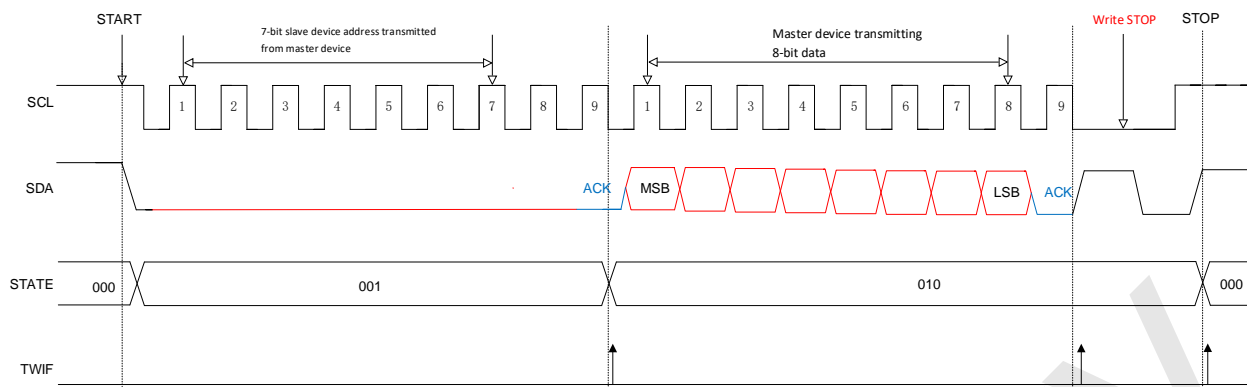 START
7-bit slave device address transmitted
from master device
Master device transmitting
8-bit data
Write STOP
STOP
SCL
1 2 3 4 5 6 7 8 9 1 2 3 4 5 6 7 8 9
SDA
ACK MSB LSB ACK
STATE
000 001 010 000
TWIF